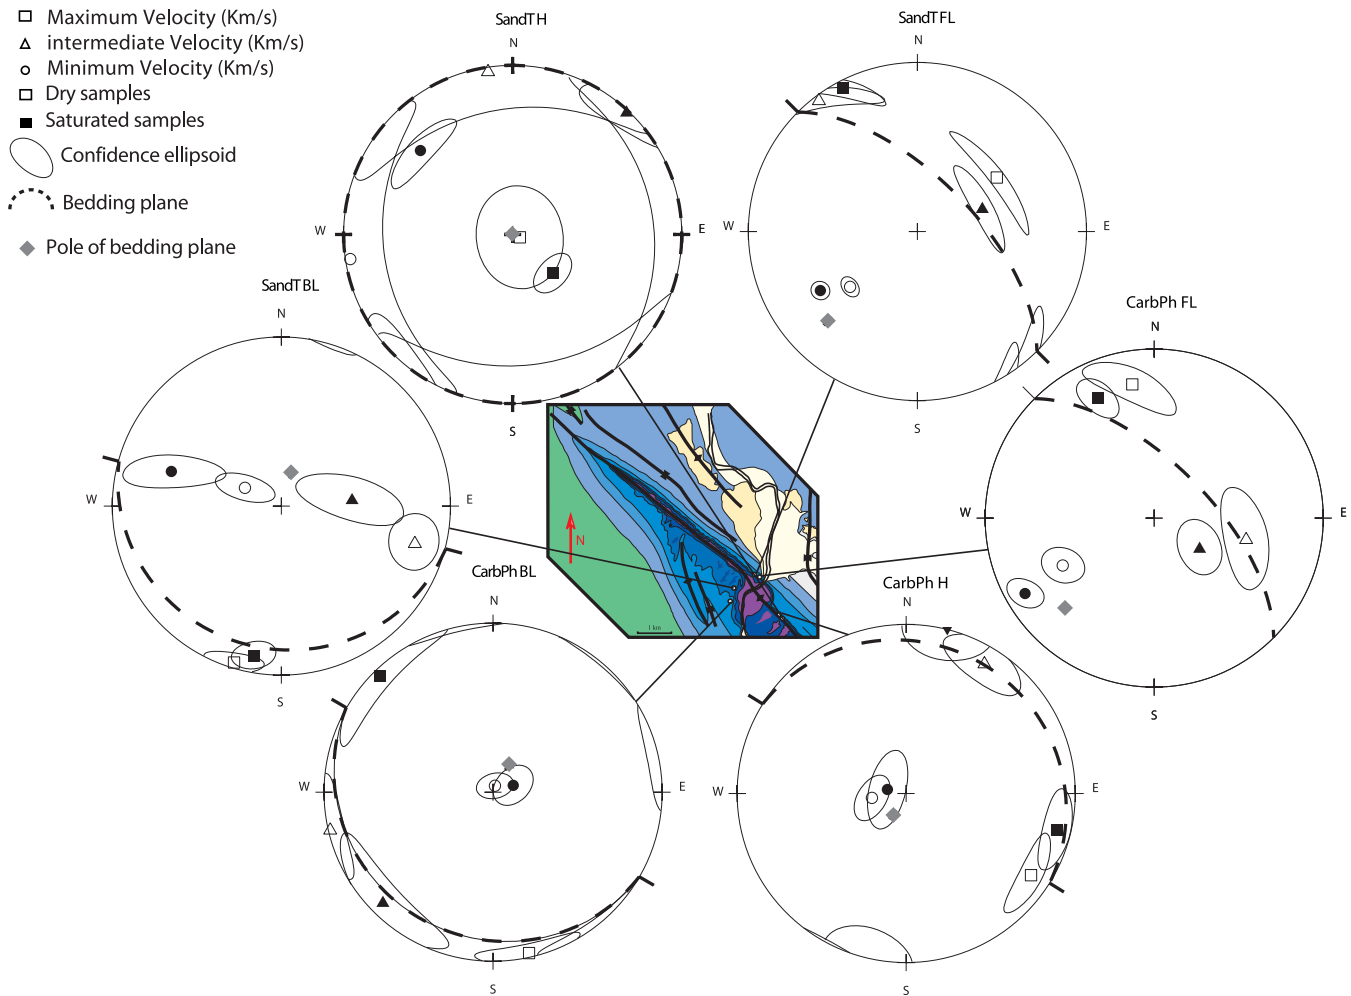 Maximum Velocity (Km/s)
intermediate Velocity (Km/s)
Minimum Velocity (Km/s)
Dry samples
Saturated samples
Confidence ellipsoid
Bedding plane
Pole of bedding plane
SandT H
N
W
E
S
SandT FL
N
W
E
S
SandT BL
N
W
E
S
CarbPh FL
N
W
E
S
N
1 km
CarbPh BL
N
W
E
S
CarbPh H
N
W
E
S